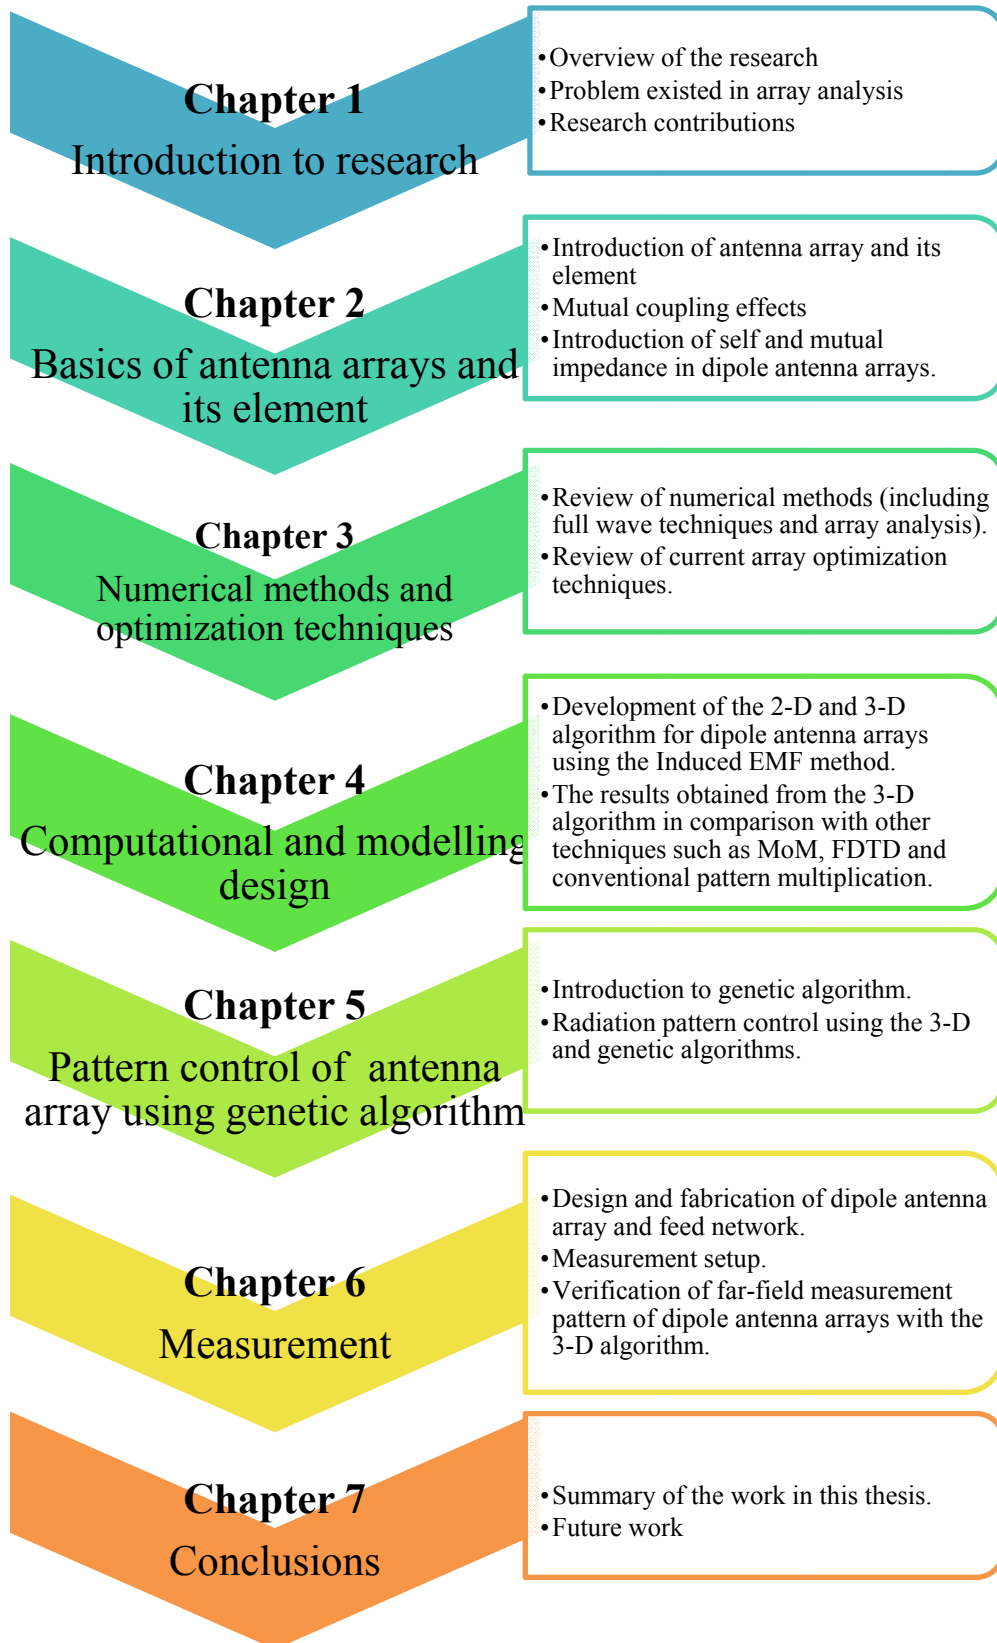 Chapter 1
Introduction to research
•Overview of the research
•Problem existed in array analysis
•Research contributions
Chapter 2
Basics of antenna arrays and
its element
•Introduction of antenna array and its
element
•Mutual coupling effects
•Introduction of self and mutual
impedance in dipole antenna arrays.
Chapter 3
Numerical methods and
optimization techniques
•Review of numerical methods (including
full wave techniques and array analysis).
•Review of current array optimization
techniques.
Chapter 4
Computational and modelling
design
•Development of the 2-D and 3-D
algorithm for dipole antenna arrays
using the Induced EMF method.
•The results obtained from the 3-D
algorithm in comparison with other
techniques such as MoM, FDTD and
conventional pattern multiplication.
Chapter 5
Pattern control of antenna
array using genetic algorithm
•Introduction to genetic algorithm.
•Radiation pattern control using the 3-D
and genetic algorithms.
Chapter 6
Measurement
•Design and fabrication of dipole antenna
array and feed network.
•Measurement setup.
•Verification of far-field measurement
pattern of dipole antenna arrays with the
3-D algorithm.
Chapter 7
Conclusions
•Summary of the work in this thesis.
•Future work